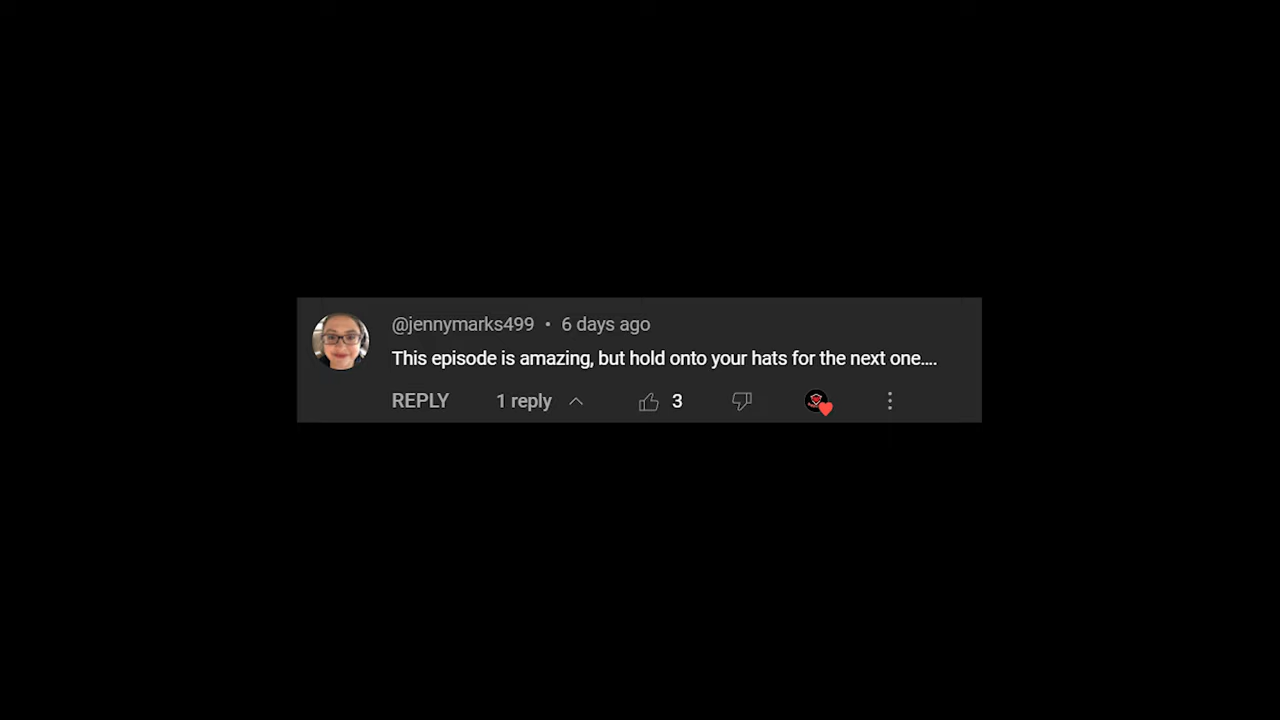 @jennymarks499 • 6 days ago
This episode is amazing, but hold onto your hats for the next one....
REPLY 1 reply 3